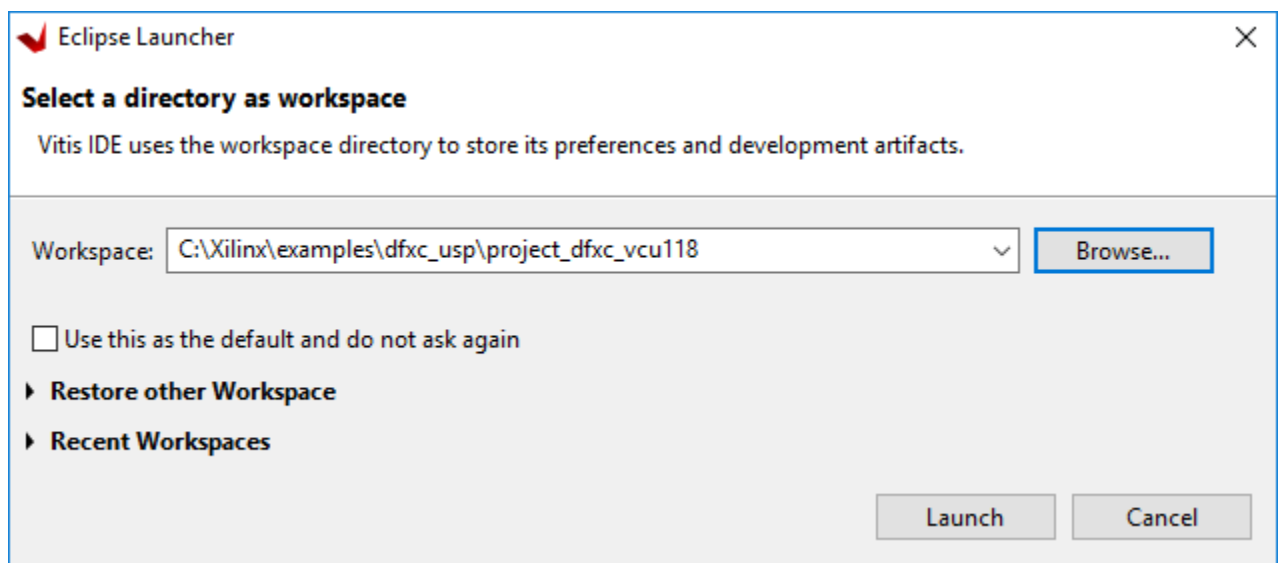 Eclipse Launcher
Select a directory as workspace
Vitis IDE uses the workspace directory to store its preferences and development artifacts.
Workspace: C:\Xilinx\examples\dfxc_usp\project_dfxc_vcu118 Browse...
Use this as the default and do not ask again
Restore other Workspace
Recent Workspaces
Launch Cancel